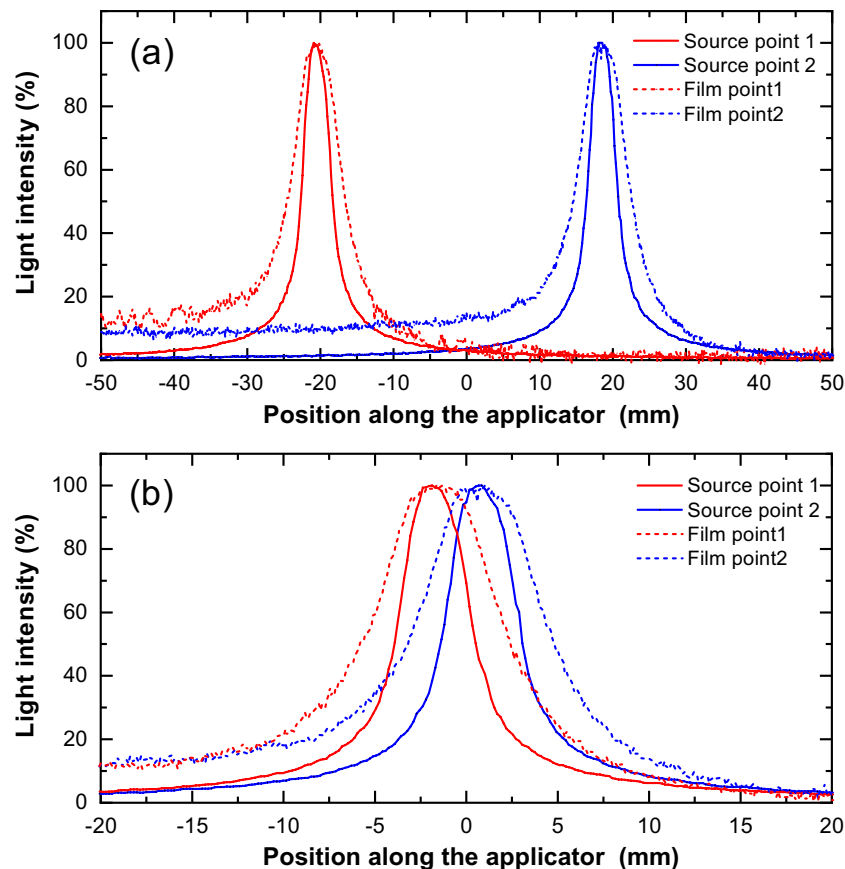 (a)
Source point 1
Source point 2
Film point1
Film point2
Lignt intensity (%)
100
80
60
40
20
0
-50 -40 -30 -20 -10 0 10 20 30 40 50
Position along the applicator (mm)
(b)
Source point 1
Source point 2
Film point1
Film point2
Light intensity (%)
100
80
60
40
20
0
-20 -15 -10 -5 0 5 10 15 20
Position along the applicator (mm)